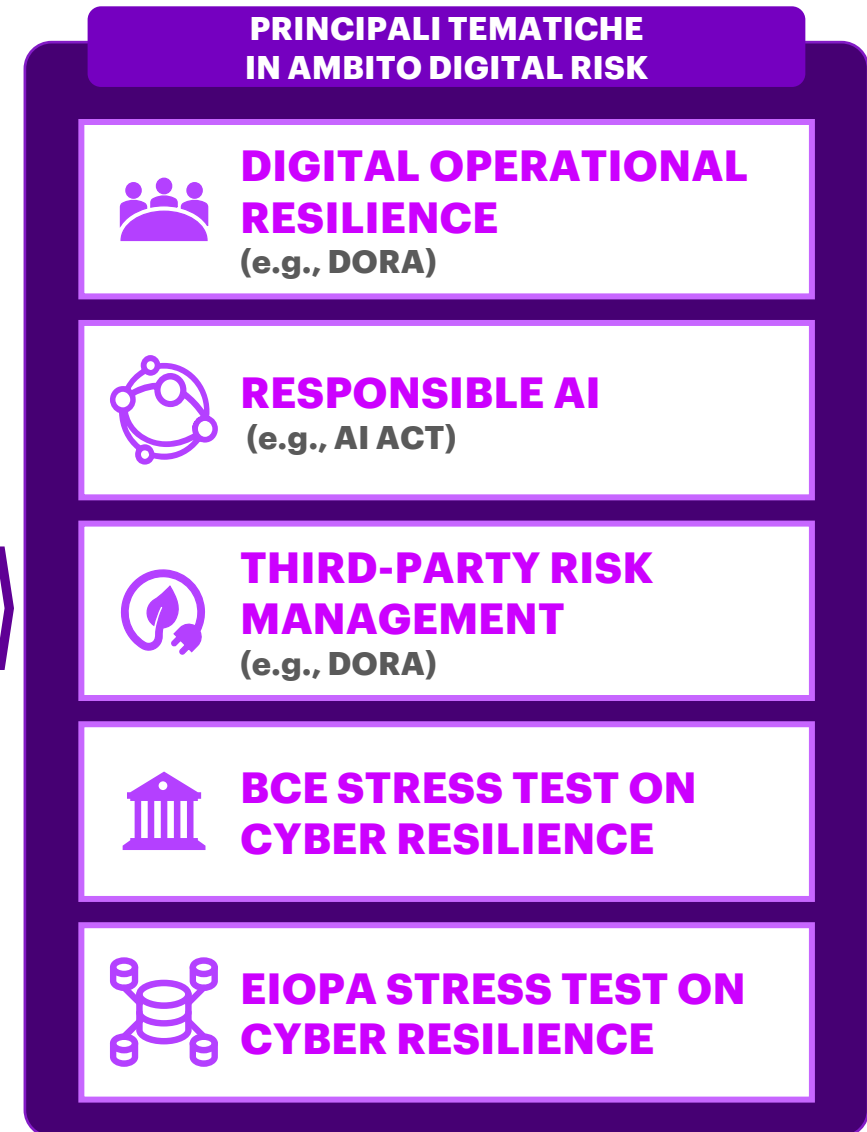 PRINCIPALI TEMATICHE
IN AMBITO DIGITAL RISK
DIGITAL OPERATIONAL
RESILIENCE
(e.g., DORA)
RESPONSIBLE AI
(e.g., AI ACT)
THIRD-PARTY RISK
MANAGEMENT
(e.g., DORA)
BCE STRESS TEST ON
CYBER RESILIENCE
EIOPA STRESS TEST ON
CYBER RESILIENCE